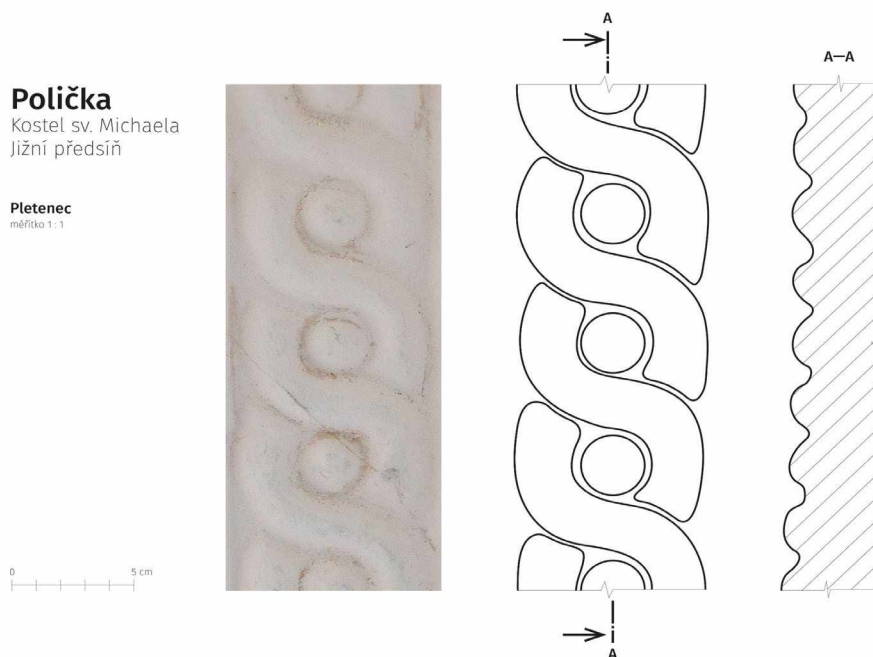 Polička
Kostel sv. Michaela
Jižní předsíň
Pletenec
měřítko 1 : 1
0 5 cm
A
A
A—A